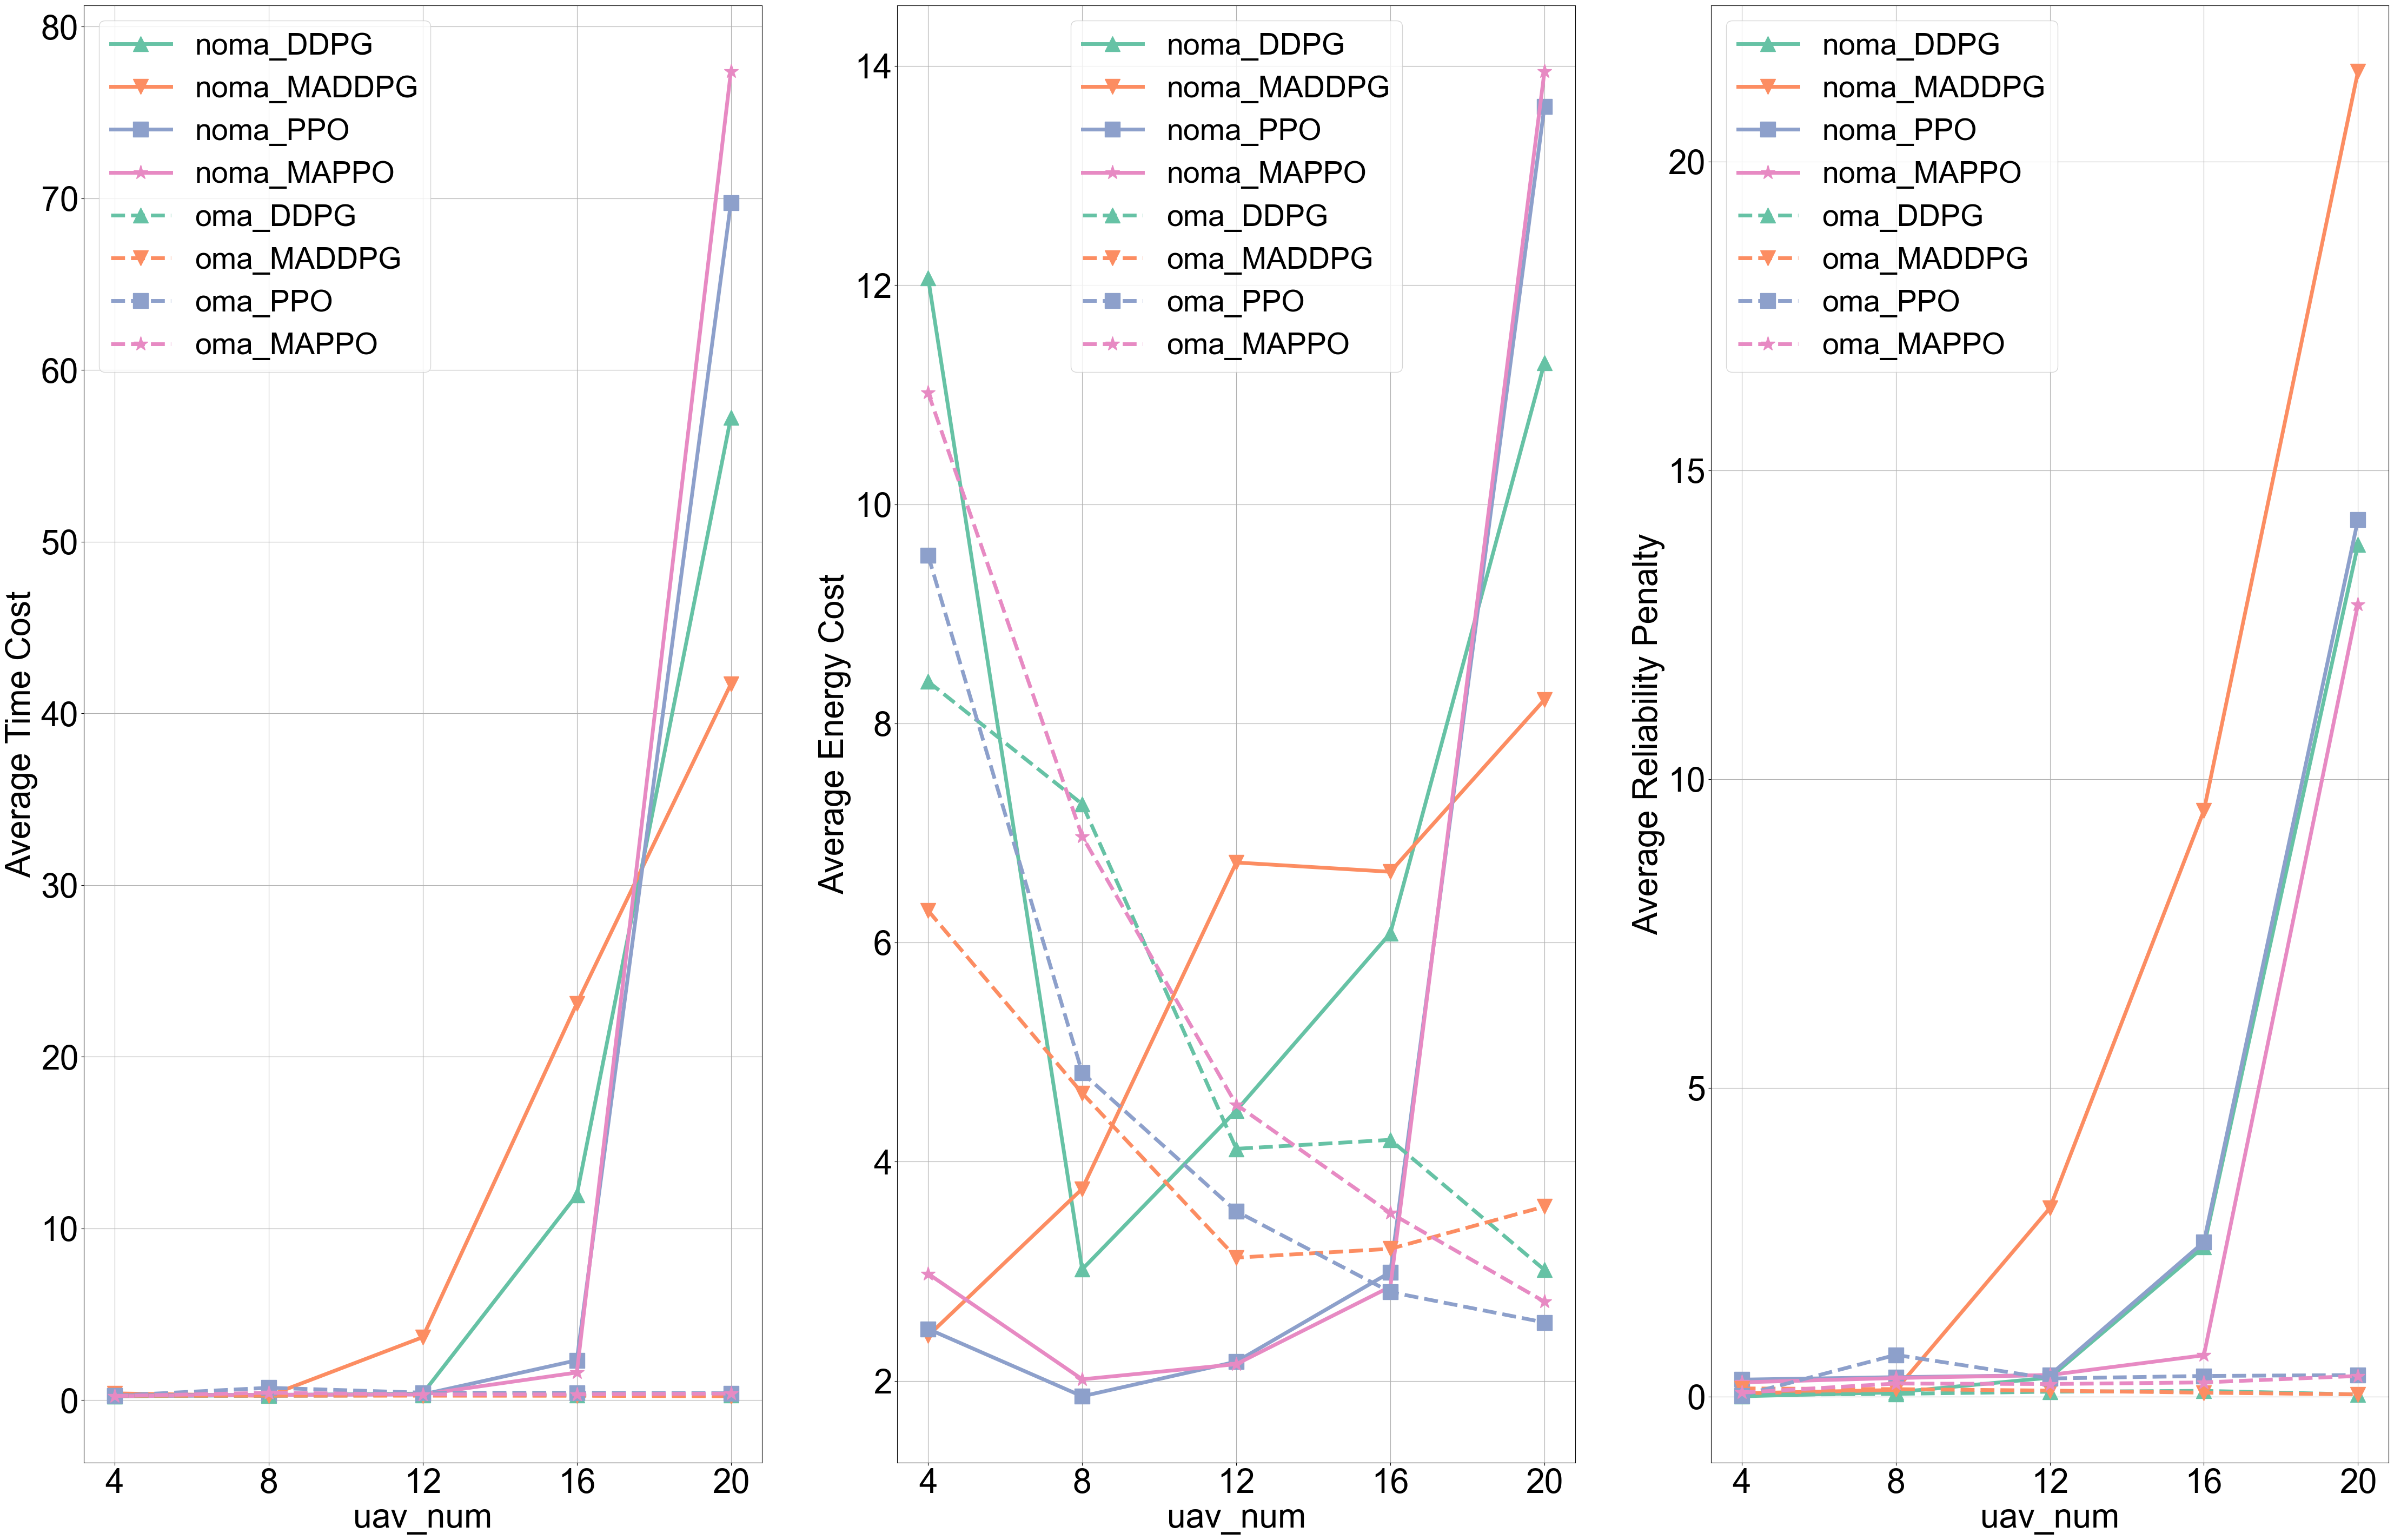 Average Time Cost
80
70
60
50
40
30
20
10
0
noma_DDPG
noma_MADDPG
noma_PPO
noma_MAPPO
oma_DDPG
oma_MADDPG
oma_PPO
oma_MAPPO
4 8 12 16 20
uav_num
Average Energy Cost
14
12
10
8
6
4
2
noma_DDPG
noma_MADDPG
noma_PPO
noma_MAPPO
oma_DDPG
oma_MADDPG
oma_PPO
oma_MAPPO
4 8 12 16 20
uav_num
Average Reliability Penalty
20
15
10
5
0
noma_DDPG
noma_MADDPG
noma_PPO
noma_MAPPO
oma_DDPG
oma_MADDPG
oma_PPO
oma_MAPPO
4 8 12 16 20
uav_num